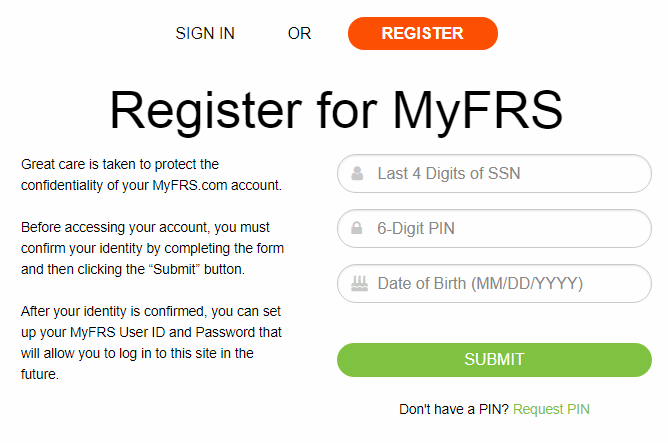 SIGN IN OR REGISTER
Register for MyFRS
Great care is taken to protect the
confidentiality of your MyFRS.com account.
Before accessing your account, you must
confirm your identity by completing the form
and then clicking the “Submit” button.
After your identity is confirmed, you can set
up your MyFRS User ID and Password that
will allow you to log in to this site in the
future.
Last 4 Digits of SSN
6-Digit PIN
Date of Birth (MM/DD/YYYY)
SUBMIT
Don't have a PIN? Request PIN